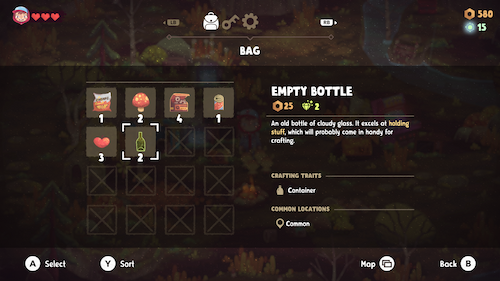 LB
RB
580
15
BAG
1
2
4
1
3
2
EMPTY BOTTLE
25
2
An old bottle of cloudy glass. It excels at holding
stuff, which will probably come in handy for
crafting.
CRAFTING TRAITS
Container
COMMON LOCATIONS
Common
A Select
Y Sort
Map
Back B